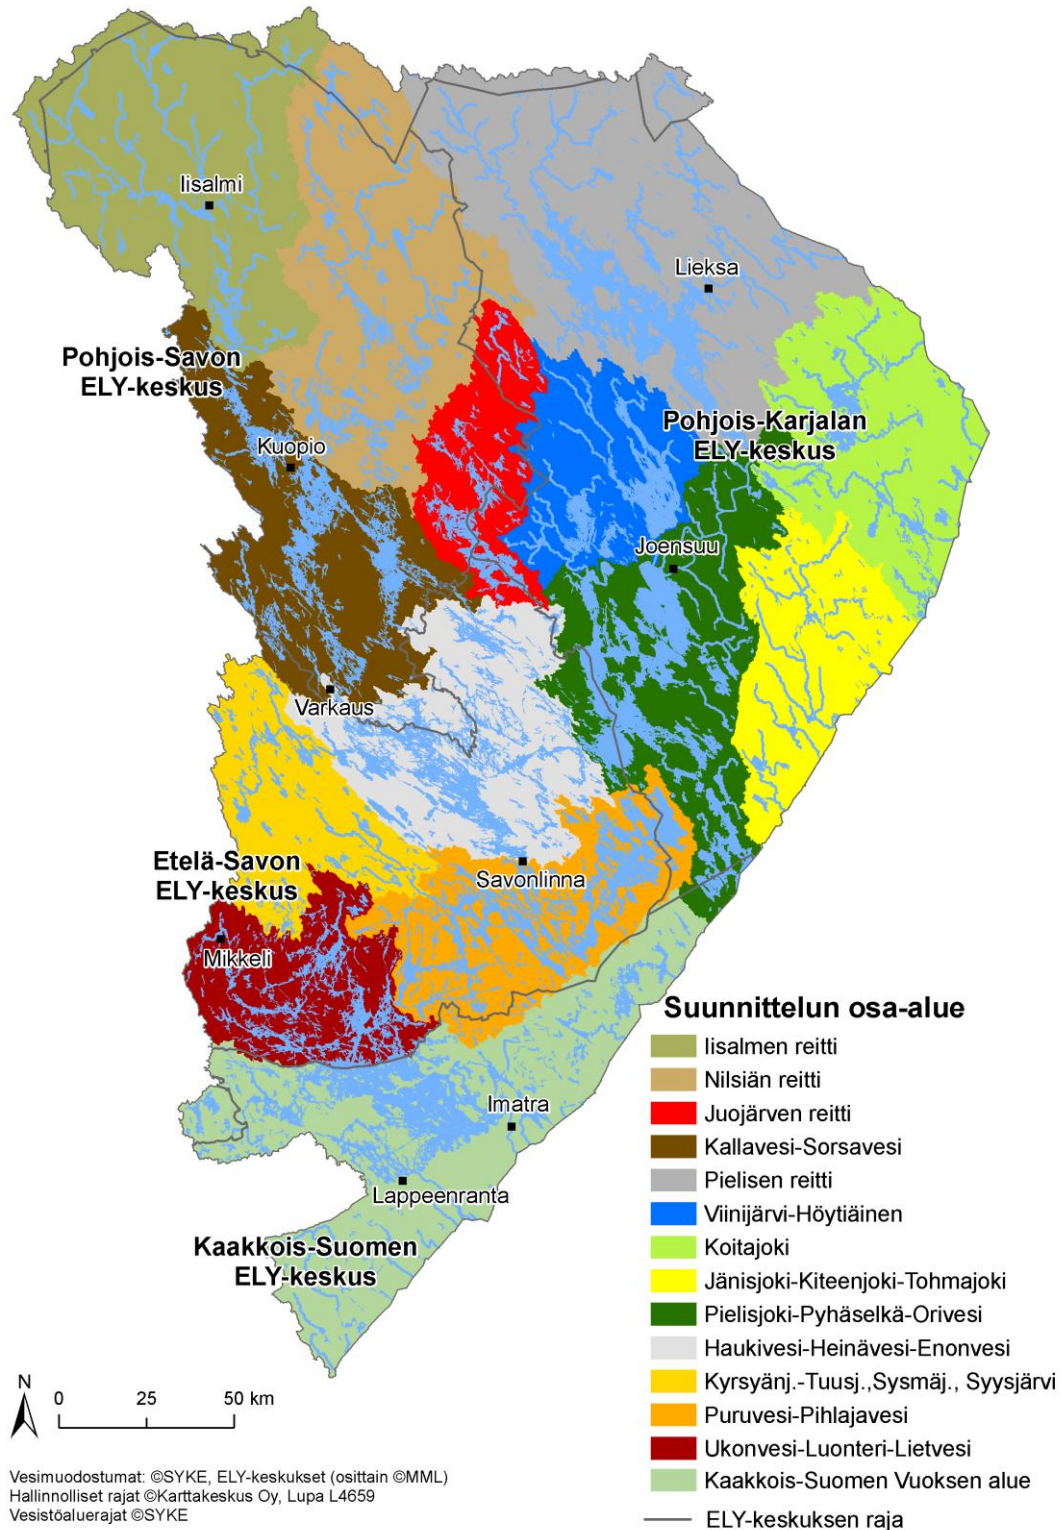 Iisalmi
Lieksa
Pohjois-Savon
ELY-keskus
Pohjois-Karjalan
ELY-keskus
Kuopio
Joensuu
Varkaus
Etelä-Savon
ELY-keskus
Savonlinna
Mikkeli
Imatra
Lappeenranta
Kaakkois-Suomen
ELY-keskus
Suunnittelun osa-alue
Iisalmen reitti
Nilsiän reitti
Juojärven reitti
Kallavesi-Sorsavesi
Pielisen reitti
Viinijärvi-Höytiäinen
Koitajoki
Jänisjoki-Kiteenjoki-Tohmajoki
Pielisjoki-Pyhäselkä-Orivesi
Haukivesi-Heinävesi-Enonvesi
Kyrsyänj.-Tuusj.,Sysmäj., Syysjärvi
Puruvesi-Pihlajavesi
Ukonvesi-Luonteri-Lietvesi
Kaakkois-Suomen Vuoksen alue
ELY-keskuksen raja
N
0 25 50 km
Vesimuodostumat: ©SYKE, ELY-keskukset (osittain ©MML)
Hallinnolliset rajat ©Karttakeskus Oy, Lupa L4659
Vesistöaluerajat ©SYKE